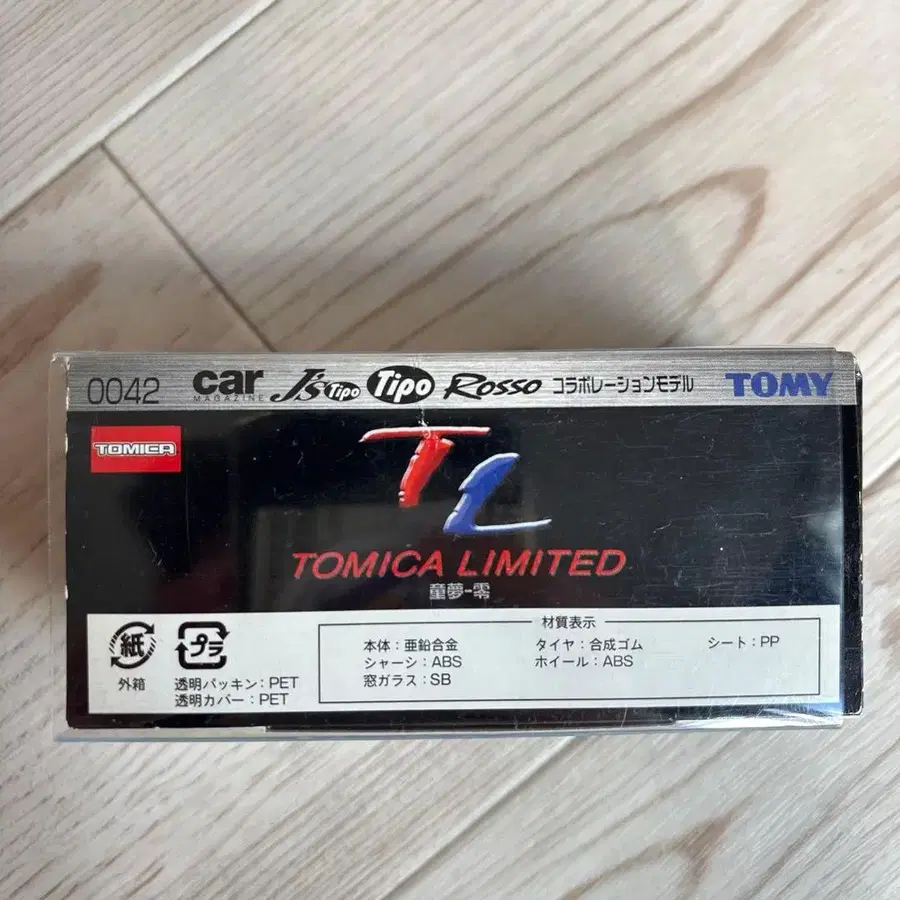 0042 car MAGAZINE J's Tipo Tipo Rosso コラボレーションモデル TOMY
TOMICA
TL
TOMICA LIMITED
童夢-零
材質表示
本体：亜鉛合金 タイヤ：合成ゴム シート：PP
シャーシ：ABS ホイール：ABS
窓ガラス：SB
紙 プラ
外箱 透明パッキン：PET
透明カバー：PET